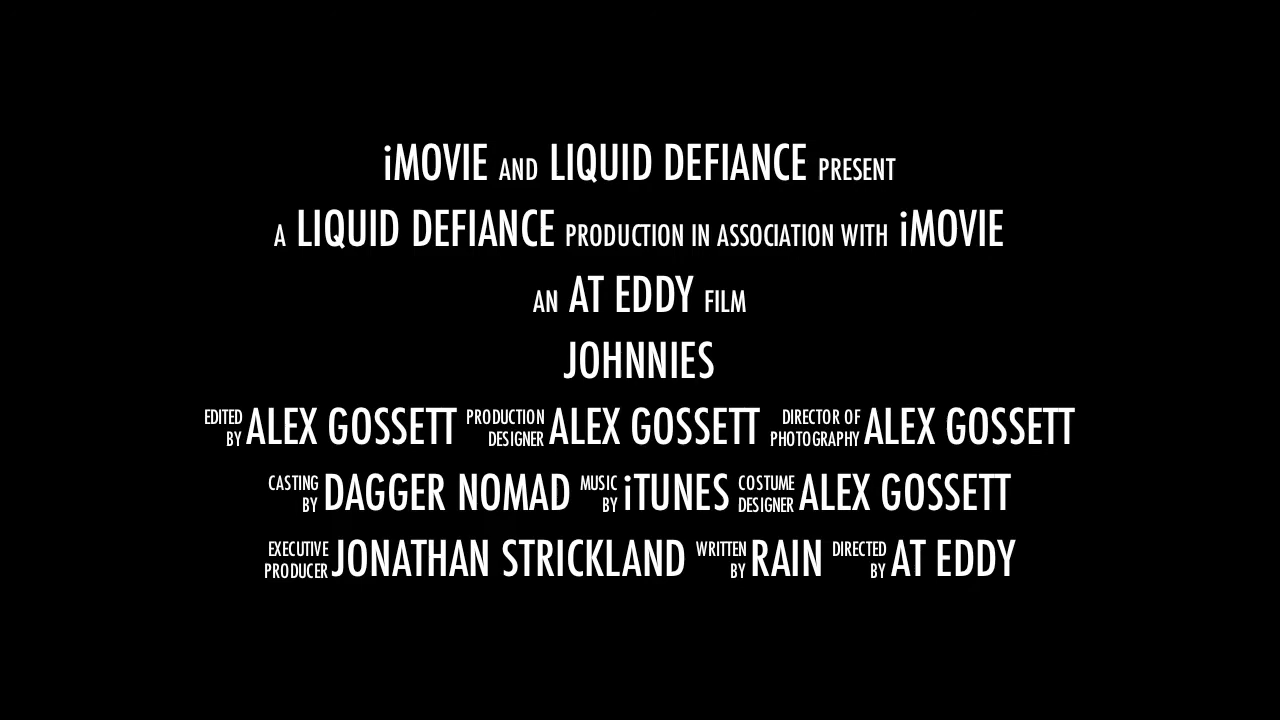 iMOVIE AND LIQUID DEFIANCE PRESENT
A LIQUID DEFIANCE PRODUCTION IN ASSOCIATION WITH iMOVIE
AN AT EDDY FILM
JOHNNIES
EDITED BY ALEX GOSSETT PRODUCTION DESIGNER ALEX GOSSETT DIRECTOR OF PHOTOGRAPHY ALEX GOSSETT
CASTING BY DAGGER NOMAD MUSIC BY iTUNES COSTUME DESIGNER ALEX GOSSETT
EXECUTIVE PRODUCER JONATHAN STRICKLAND WRITTEN BY RAIN DIRECTED BY AT EDDY